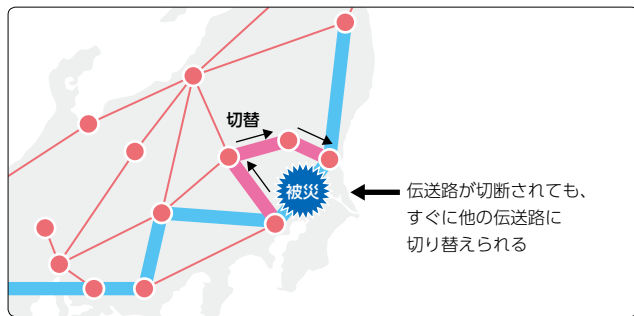 切替
被災
伝送路が切断されても、
すぐに他の伝送路に
切り替えられる